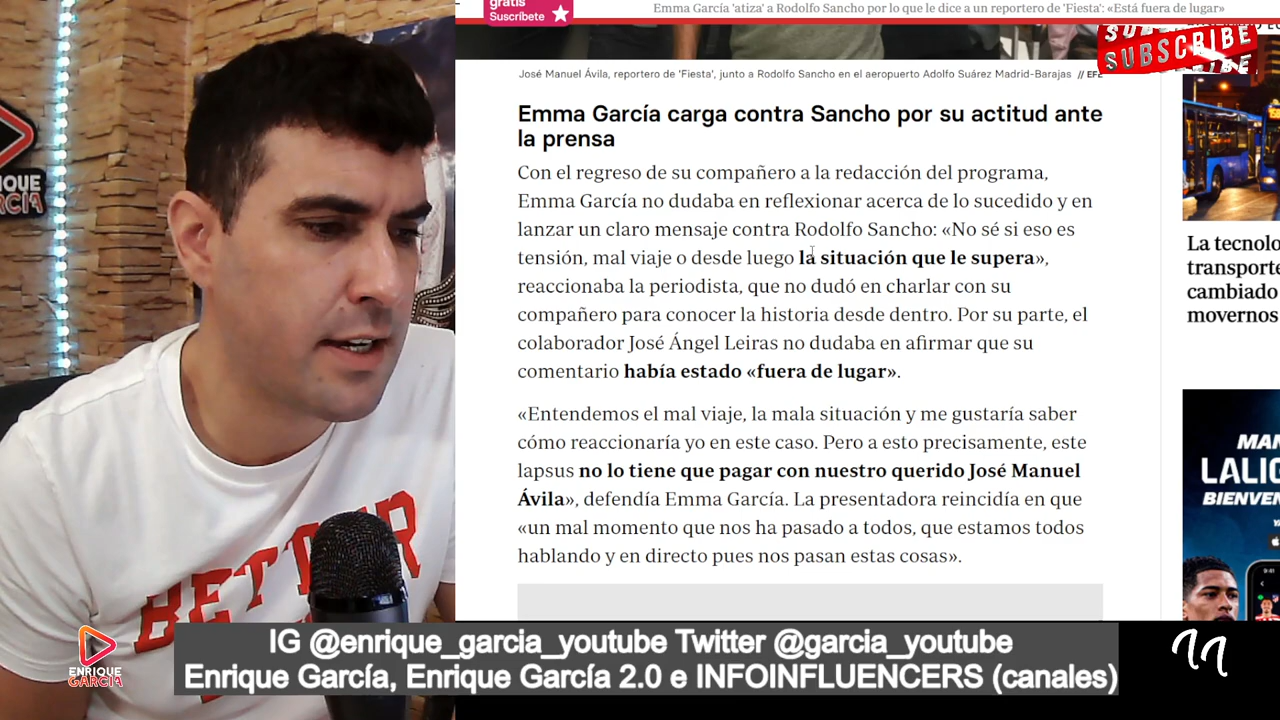 gratis
Suscríbete
Emma García 'atiza' a Rodolfo Sancho por lo que le dice a un reportero de 'Fiesta': «Está fuera de lugar»
SUBSCRIBE
José Manuel Ávila, reportero de 'Fiesta', junto a Rodolfo Sancho en el aeropuerto Adolfo Suárez Madrid-Barajas // EFE
Emma García carga contra Sancho por su actitud ante
la prensa
Con el regreso de su compañero a la redacción del programa,
Emma García no dudaba en reflexionar acerca de lo sucedido y en
lanzar un claro mensaje contra Rodolfo Sancho: «No sé si eso es
tensión, mal viaje o desde luego la situación que le supera»,
reaccionaba la periodista, que no dudó en charlar con su
compañero para conocer la historia desde dentro. Por su parte, el
colaborador José Ángel Leiras no dudaba en afirmar que su
comentario había estado «fuera de lugar».
«Entendemos el mal viaje, la mala situación y me gustaría saber
cómo reaccionaría yo en este caso. Pero a esto precisamente, este
lapsus no lo tiene que pagar con nuestro querido José Manuel
Ávila», defendía Emma García. La presentadora reincidía en que
«un mal momento que nos ha pasado a todos, que estamos todos
hablando y en directo pues nos pasan estas cosas».
La tecnolo
transporte
cambiado
movernos
MAN
LALIG
BIENVEN
RIQUE
GARCÍA
BETTER
ENRIQUE
GARCIA
IG @enrique_garcia_youtube Twitter @garcia_youtube
Enrique García, Enrique García 2.0 e INFOINFLUENCERS (canales)